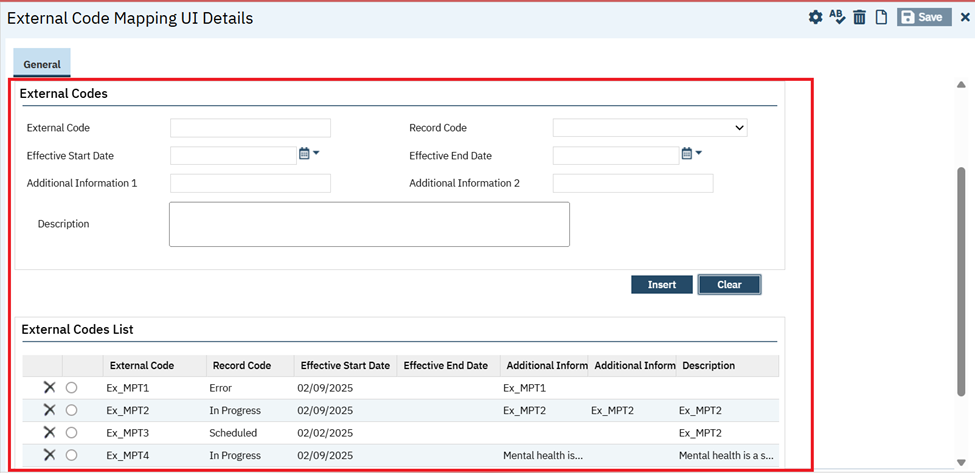 External Code Mapping UI Details
AB
Save
General
External Codes
External Code
Record Code
Effective Start Date
Effective End Date
Additional Information 1
Additional Information 2
Description
Insert
Clear
External Codes List
External Code Record Code Effective Start Date Effective End Date Additional Inform Additional Inform Description
Ex_MPT1 Error 02/09/2025 Ex_MPT1
Ex_MPT2 In Progress 02/09/2025 Ex_MPT2 Ex_MPT2 Ex_MPT2
Ex_MPT3 Scheduled 02/02/2025 Ex_MPT2
Ex_MPT4 In Progress 02/09/2025 Mental health is... Mental health is a s...